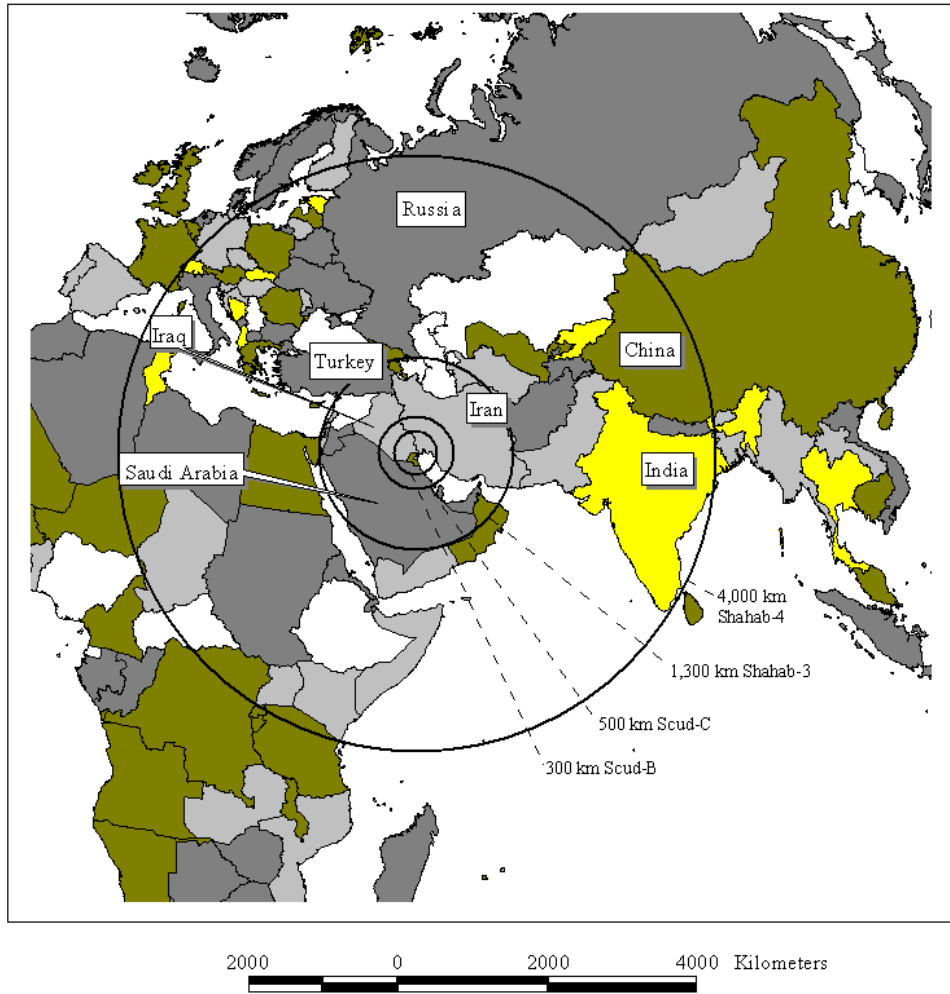 Russia
Iraq
Turkey
China
Iran
Saudi Arabia
India
4,000 km
Shahab-4
1,300 km Shahab-3
500 km Scud-C
300 km Scud-B
2000 0 2000 4000 Kilometers